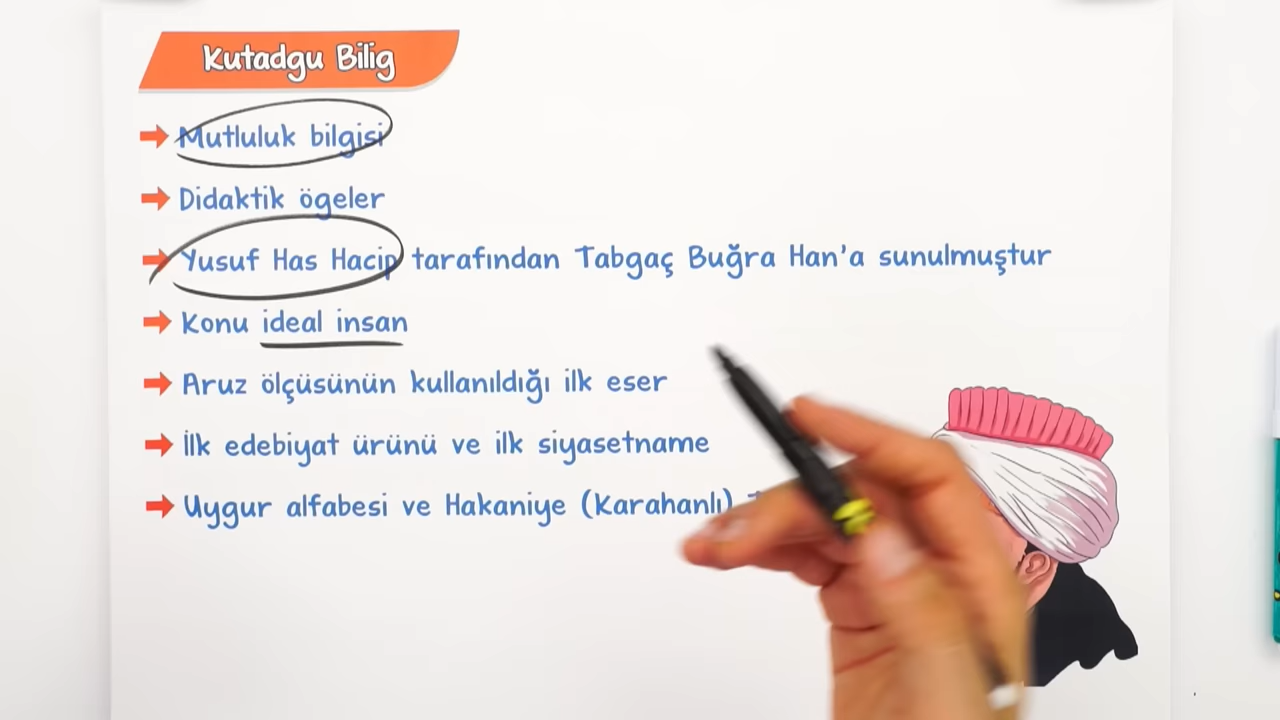 Kutadgu Bilig
Mutluluk bilgisi
Didaktik ögeler
Yusuf Has Hacip tarafından Tabgaç Buğra Han'a sunulmuştur
Konu ideal insan
Aruz ölçüsünün kullanıldığı ilk eser
İlk edebiyat ürünü ve ilk siyasetname
Uygur alfabesi ve Hakaniye (Karahanlı)